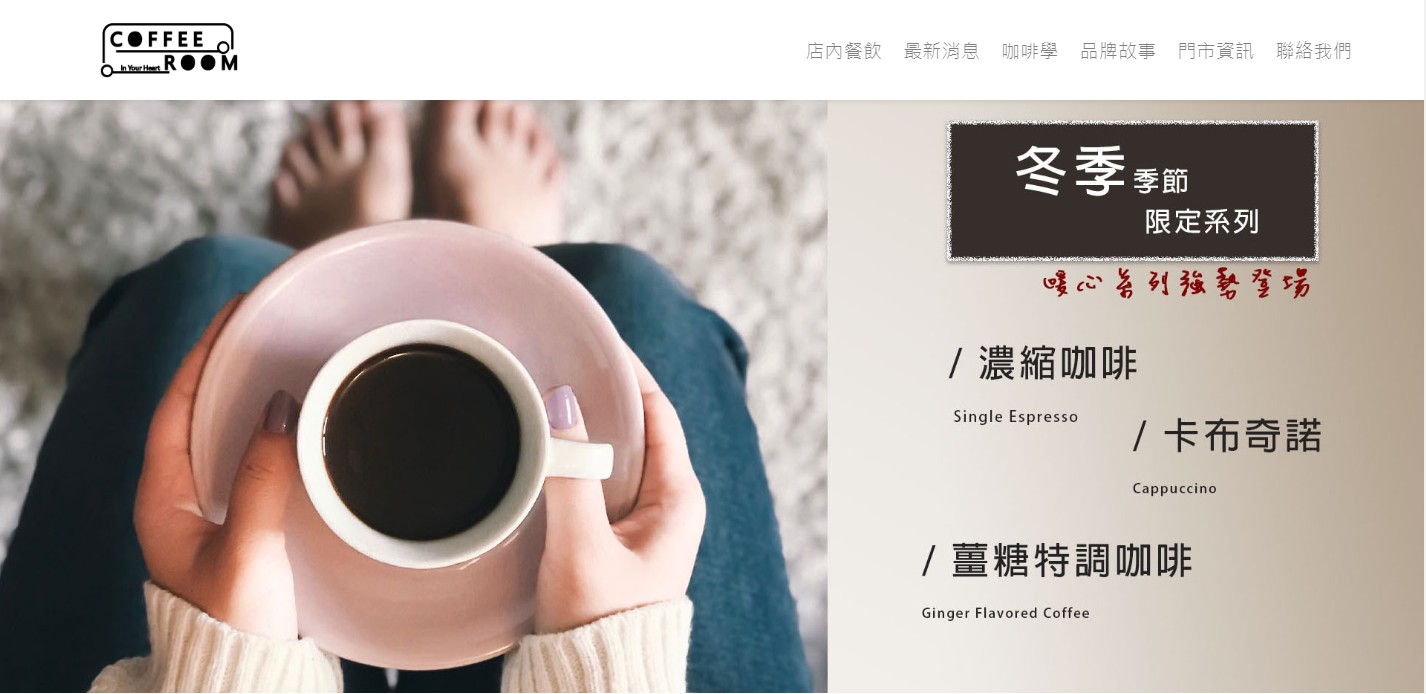 COFFEE
In Your Heart ROOM
店內餐飲 最新消息 咖啡學 品牌故事 門市資訊 聯絡我們
冬季季節
限定系列
暖心系列強勢登場
/ 濃縮咖啡
Single Espresso
/ 卡布奇諾
Cappuccino
/ 薑糖特調咖啡
Ginger Flavored Coffee